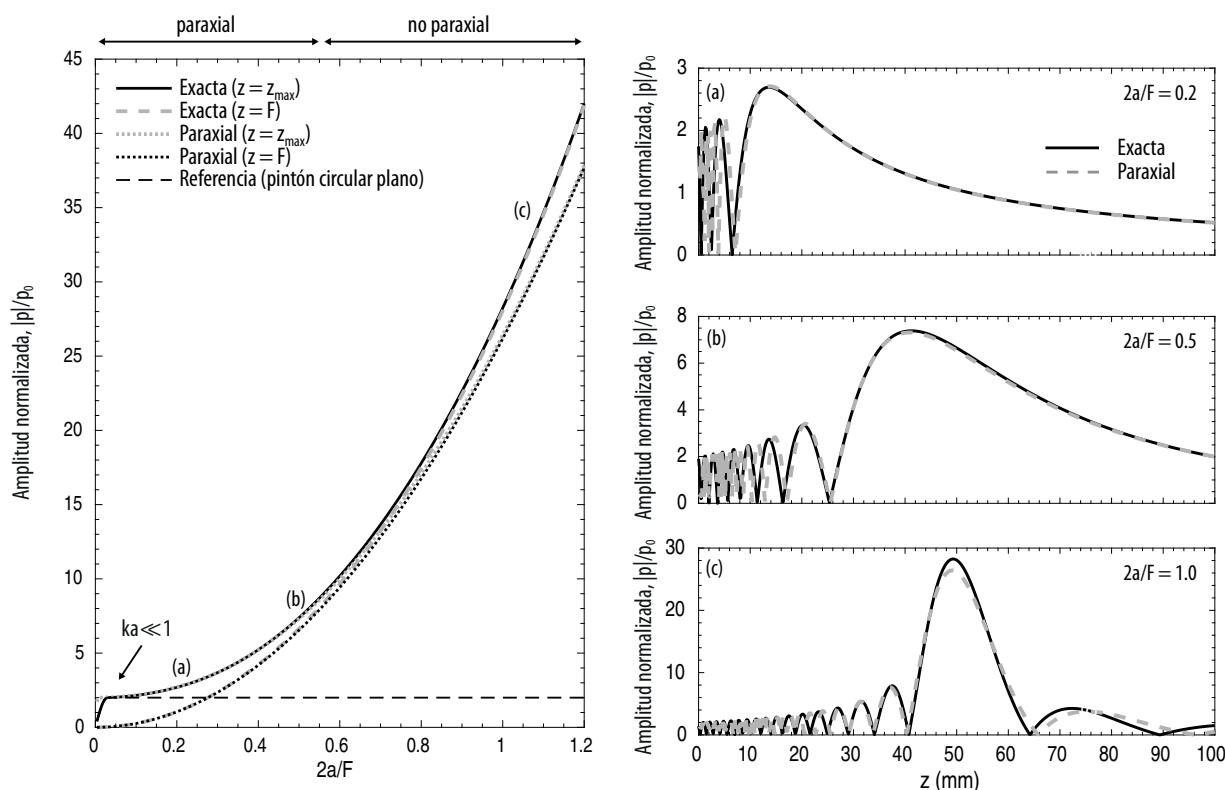 paraxial
no paraxial
45
40
35
30
25
20
15
10
5
0
Amplitud normalizada, |p|/p₀
Exacta (z = zₘₐₓ)
Exacta (z = F)
Paraxial (z = zₘₐₓ)
Paraxial (z = F)
Referencia (pintón circular plano)
(c)
(b)
(a)
ka≪1
0
0.2
0.4
0.6
0.8
1.0
1.2
2a/F
Amplitud normalizada, |p|/p₀
3
2
1
0
(a)
2a/F = 0.2
Exacta
Paraxial
Amplitud normalizada, |p|/p₀
8
6
4
2
0
(b)
2a/F = 0.5
Amplitud normalizada, |p|/p₀
30
20
10
0
(c)
2a/F = 1.0
0
10
20
30
40
50
60
70
80
90
100
z (mm)